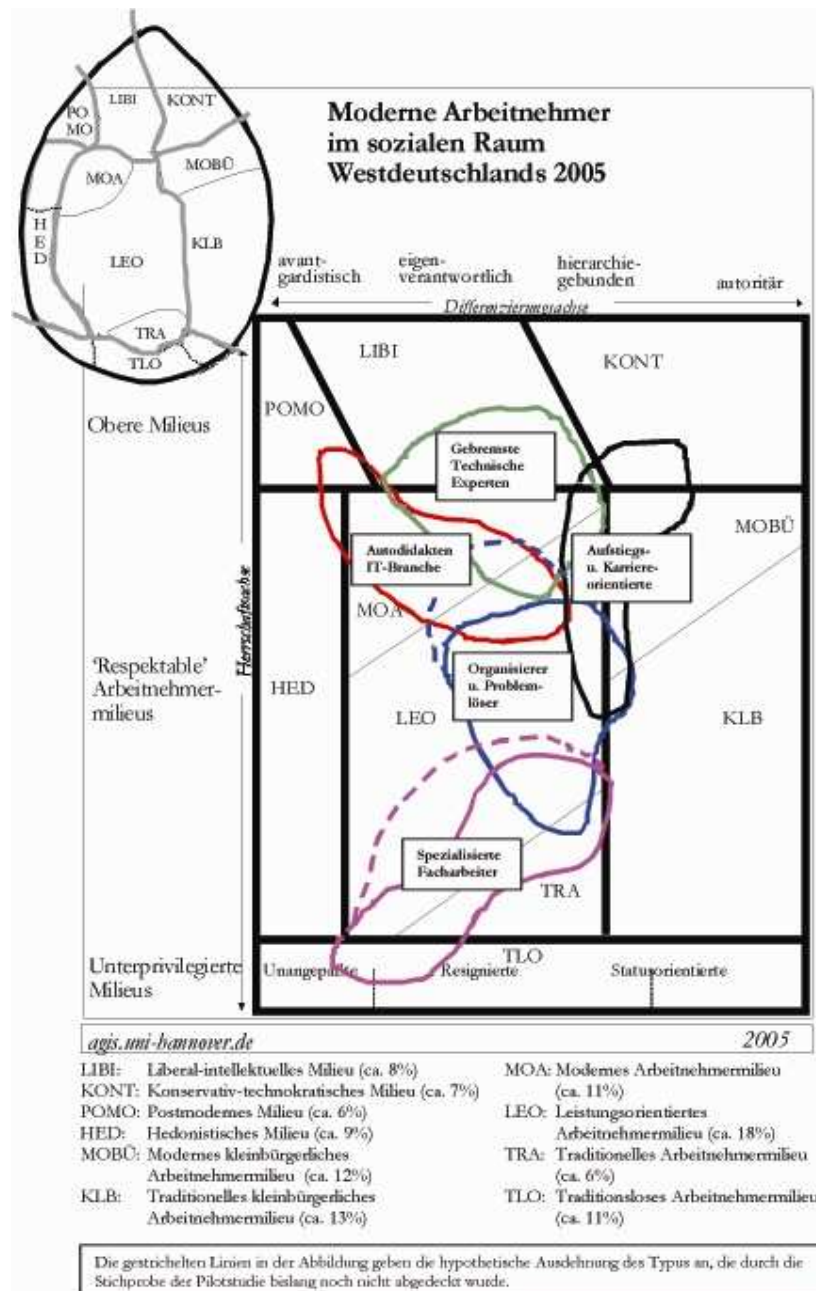 LIBI
KONT
PO
MO
MOBÜ
MOA
H
E
D
KLB
LEO
TRA
TLO
Moderne Arbeitnehmer
im sozialen Raum
Westdeutschlands 2005
avant-
gardistisch
eigen-
verantwortlich
hierarchie-
gebunden
autoritär
Differenzierungsachse
Herrschaftsachse
Obere Milieus
'Respektable'
Arbeitnehmer-
milieus
Unterprivilegierte
Milieus
LIBI
KONT
POMO
Gebremste
Technische
Experten
MOBÜ
Autodidakten
IT-Branche
Aufstiegs-
u. Karriere-
orientierte
MOA
Organisierer
u. Problem-
löser
HED
LEO
KLB
Spezialisierte
Facharbeiter
TRA
TLO
Unangepaßte
Resignierte
Statusorientierte
agis.uni-hannover.de
2005
LIBI: Liberal-intellektuelles Milieu (ca. 8%)
KONT: Konservativ-technokratisches Milieu (ca. 7%)
POMO: Postmodernes Milieu (ca. 6%)
HED: Hedonistisches Milieu (ca. 9%)
MOBÜ: Modernes kleinbürgerliches
Arbeitnehmermilieu (ca. 12%)
KLB: Traditionelles kleinbürgerliches
Arbeitnehmermilieu (ca. 13%)
MOA: Modernes Arbeitnehmermilieu
(ca. 11%)
LEO: Leistungsorientiertes
Arbeitnehmermilieu (ca. 18%)
TRA: Traditionelles Arbeitnehmermilieu
(ca. 6%)
TLO: Traditionsloses Arbeitnehmermilieu
(ca. 11%)
Die gestrichelten Linien in der Abbildung geben die hypothetische Ausdehnung des Typus an, die durch die
Stichprobe der Pilotstudie bislang noch nicht abgedeckt wurde.